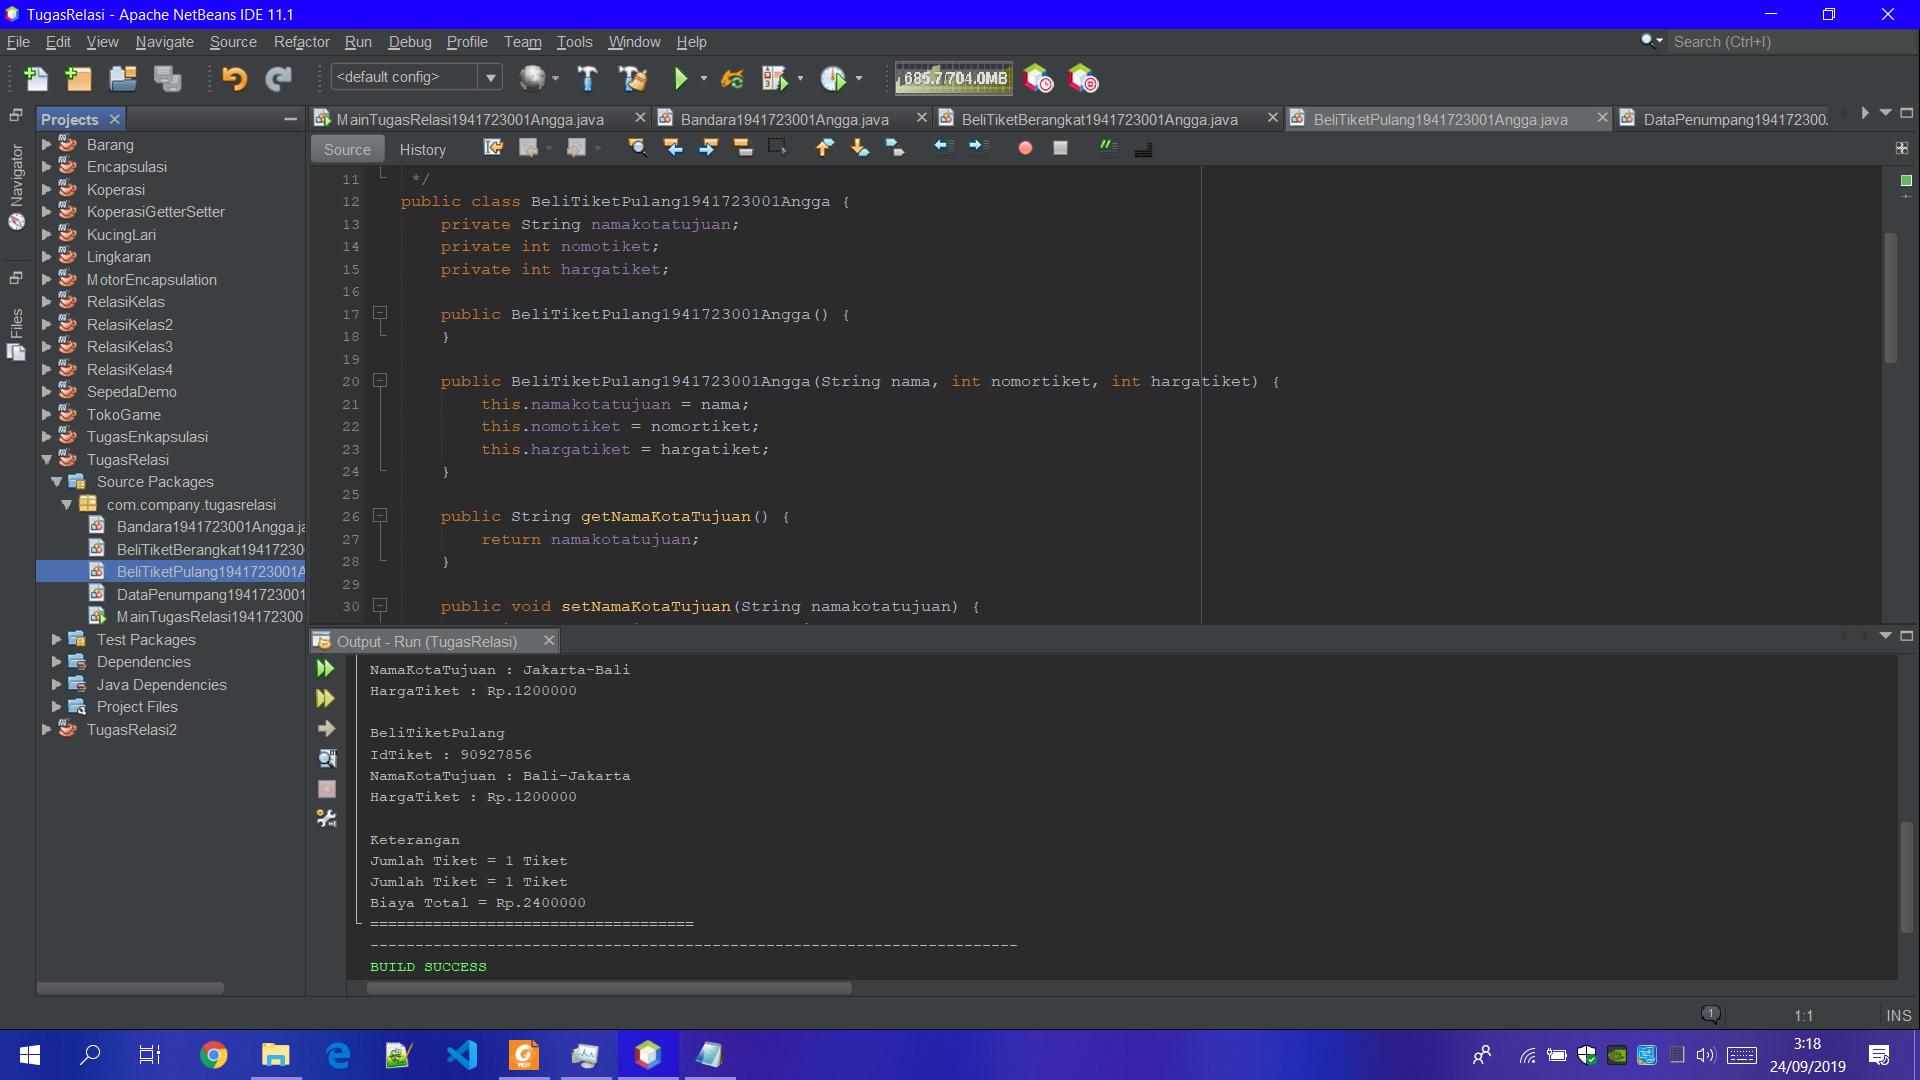 TugasRelasi - Apache NetBeans IDE 11.1
File Edit View Navigate Source Refactor Run Debug Profile Team Tools Window Help
Search (Ctrl+I)
<default config>
685.7/704.0MB
Projects
MainTugasRelasi1941723001Angga.java
Bandara1941723001Angga.java
BeliTiketBerangkat1941723001Angga.java
BeliTiketPulang1941723001Angga.java
DataPenumpang194172300
Source History
Navigator
Files
Barang
Encapsulasi
Koperasi
KoperasiGetterSetter
KucingLari
Lingkaran
MotorEncapsulation
RelasiKelas
RelasiKelas2
RelasiKelas3
RelasiKelas4
SepedaDemo
TokoGame
TugasEnkapsulasi
TugasRelasi
Source Packages
com.company.tugasrelasi
Bandara1941723001Angga.ja
BeliTiketBerangkat19417230
BeliTiketPulang1941723001A
DataPenumpang1941723001
MainTugasRelasi194172300
Test Packages
Dependencies
Java Dependencies
Project Files
TugasRelasi2
11 */
12 public class BeliTiketPulang1941723001Angga {
13 private String namakotatujuan;
14 private int nomotiket;
15 private int hargatiket;
16
17 public BeliTiketPulang1941723001Angga() {
18 }
19
20 public BeliTiketPulang1941723001Angga(String nama, int nomortiket, int hargatiket) {
21 this.namakotatujuan = nama;
22 this.nomotiket = nomortiket;
23 this.hargatiket = hargatiket;
24 }
25
26 public String getNamaKotaTujuan() {
27 return namakotatujuan;
28 }
29
30 public void setNamaKotaTujuan(String namakotatujuan) {
Output - Run (TugasRelasi)
NamaKotaTujuan : Jakarta-Bali
HargaTiket : Rp.1200000
BeliTiketPulang
IdTiket : 90927856
NamaKotaTujuan : Bali-Jakarta
HargaTiket : Rp.1200000
Keterangan
Jumlah Tiket = 1 Tiket
Jumlah Tiket = 1 Tiket
Biaya Total = Rp.2400000
====================================
------------------------------------------------------------------------
BUILD SUCCESS
1
1:1
INS
3:18
24/09/2019